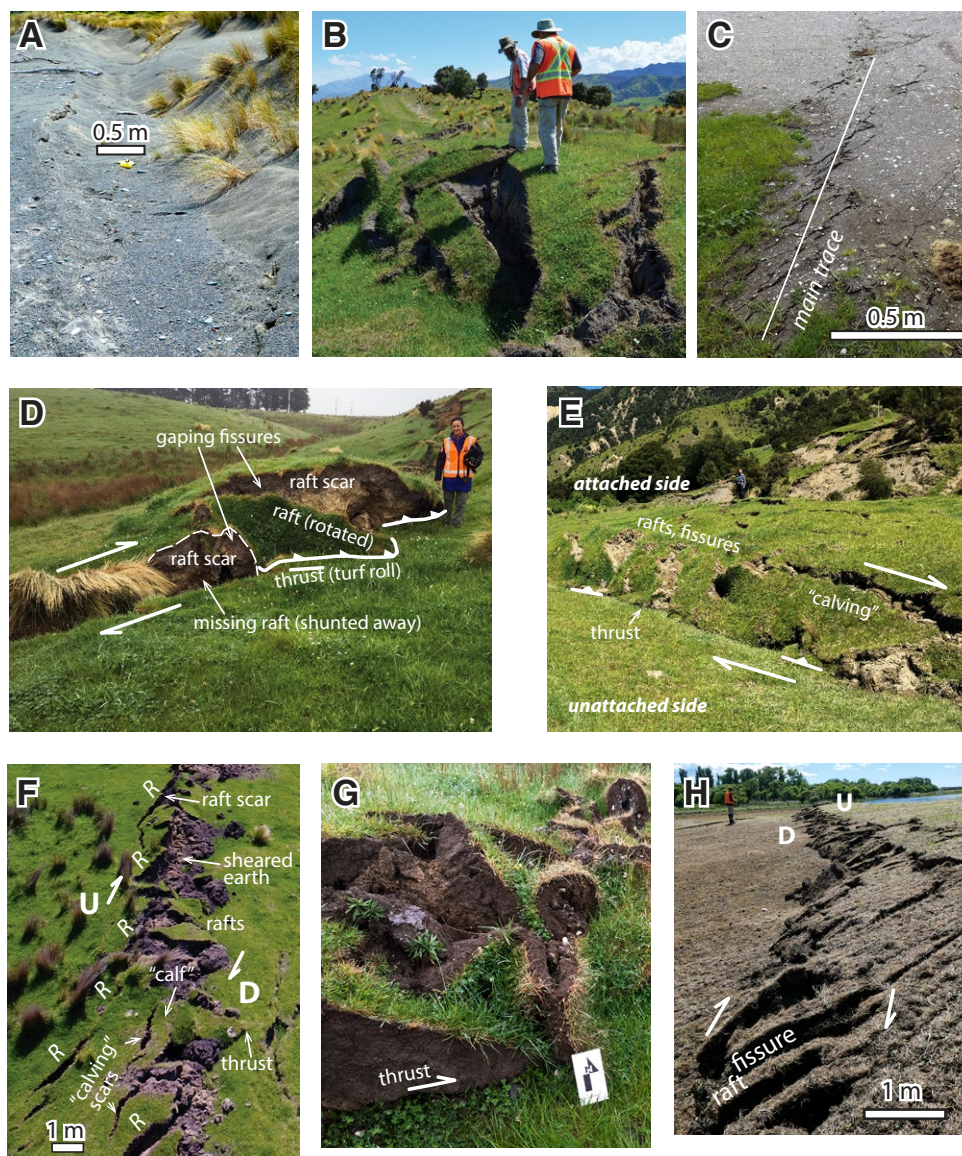 A
0.5 m
B
C
main trace
0.5 m
D
gaping fissures
raft scar
raft (rotated)
raft scar
thrust (turf roll)
missing raft (shunted away)
E
attached side
rafts, fissures
"calving"
thrust
unattached side
F
R
raft scar
R
sheared
earth
U
R
rafts
"calf"
R
D
R
thrust
"calving"
scars
R
1 m
G
thrust
H
U
D
fissure
raft
1 m